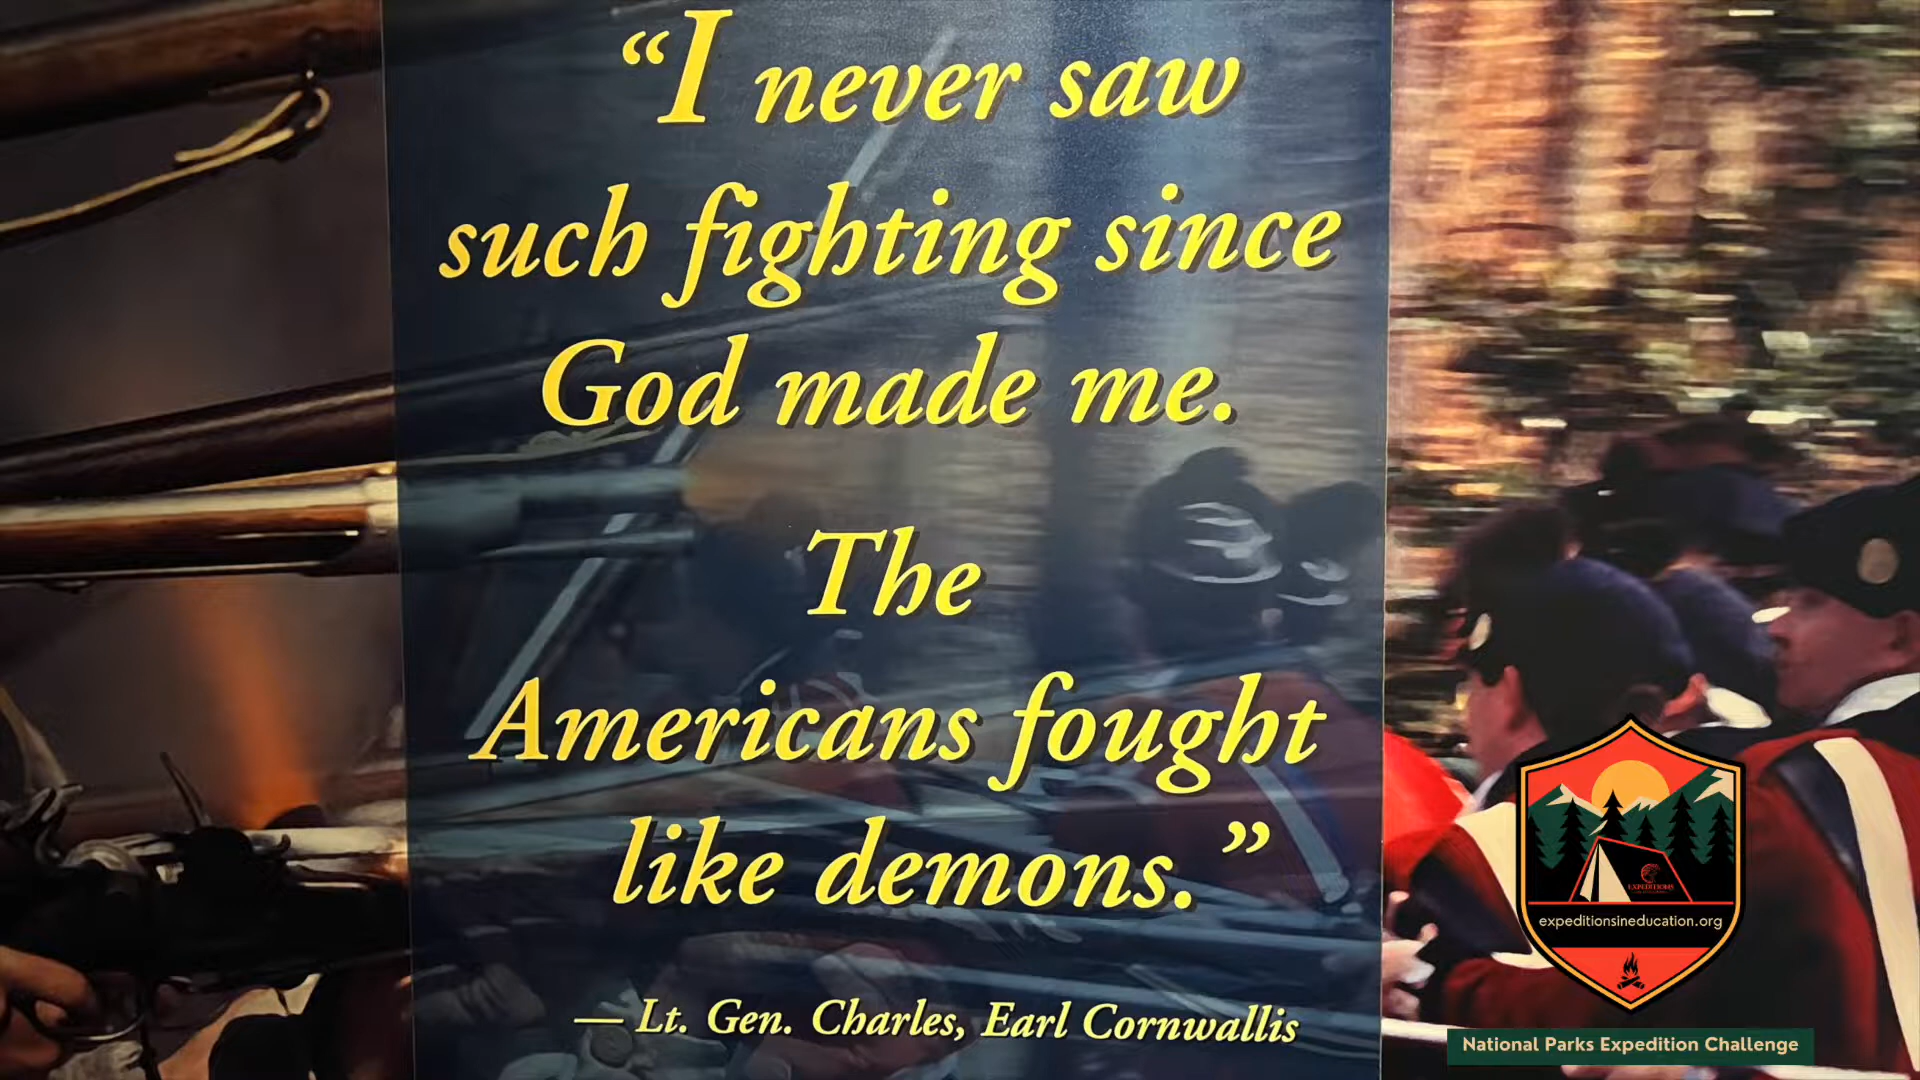 “I never saw
such fighting since
God made me.
The
Americans fought
like demons.”
— Lt. Gen. Charles, Earl Cornwallis
EXPEDITIONS
expeditionsineducation.org
National Parks Expedition Challenge